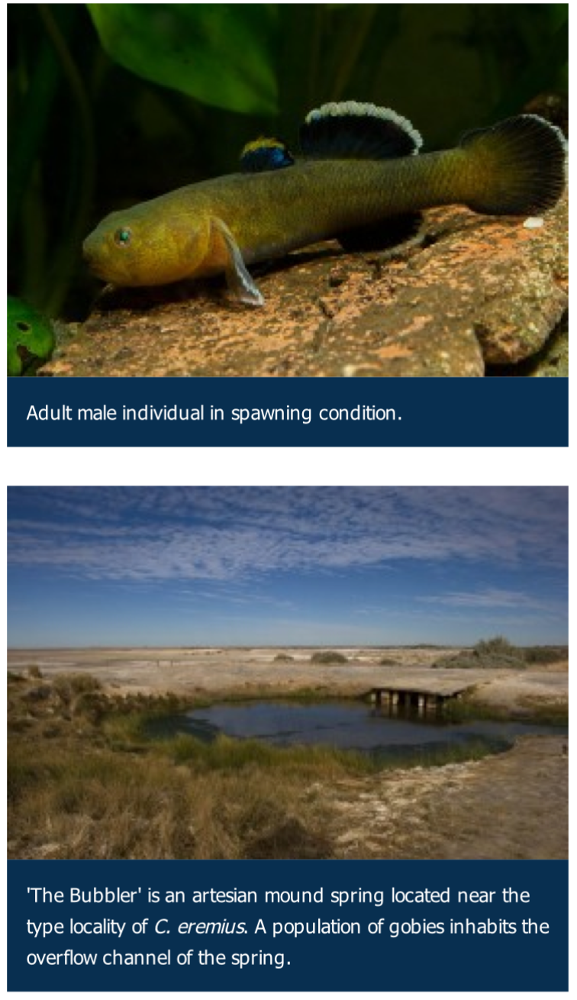 Adult male individual in spawning condition.
'The Bubbler' is an artesian mound spring located near the
type locality of C. eremius. A population of gobies inhabits the
overflow channel of the spring.